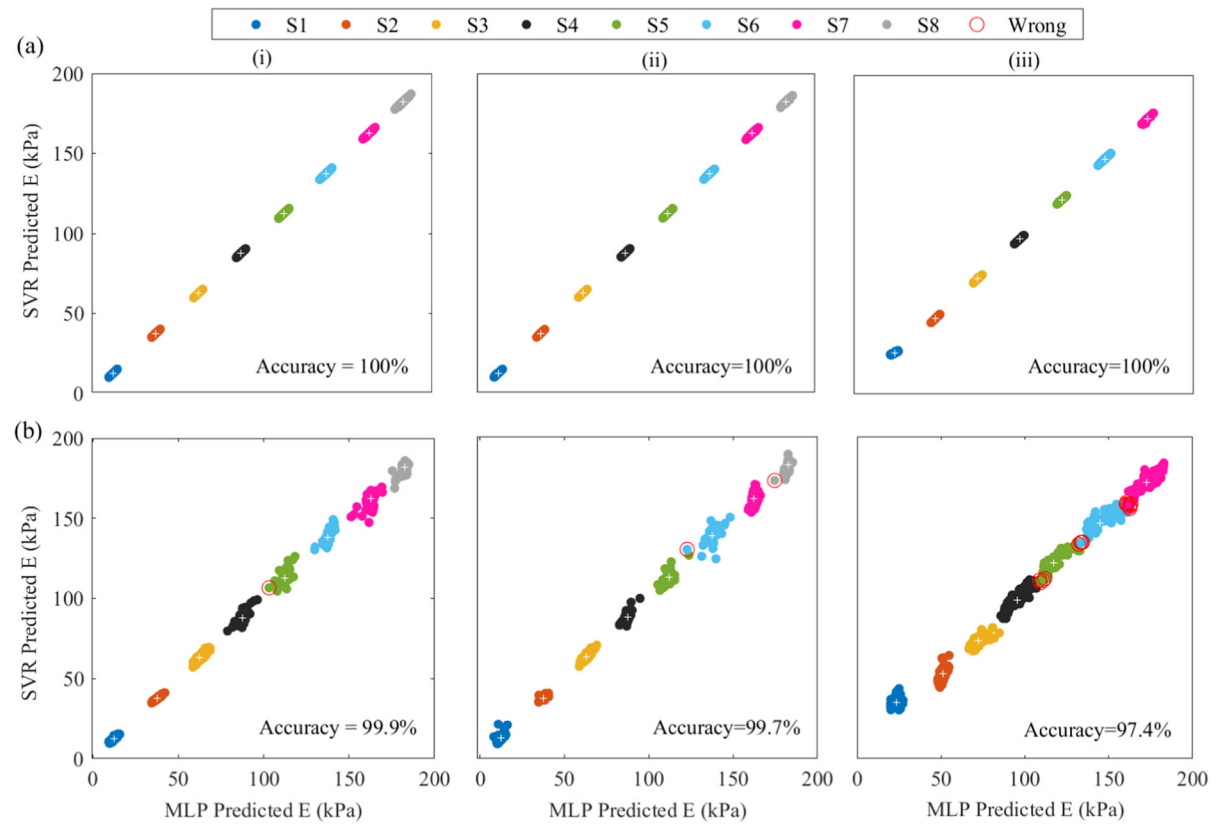 S1 S2 S3 S4 S5 S6 S7 S8 Wrong
(a)
(i) (ii) (iii)
200
150
100
50
0
SVR Predicted E (kPa)
Accuracy = 100%
Accuracy=100%
Accuracy=100%
(b)
200
150
100
50
0
SVR Predicted E (kPa)
Accuracy = 99.9%
Accuracy=99.7%
Accuracy=97.4%
0 50 100 150 200 0 50 100 150 200 0 50 100 150 200
MLP Predicted E (kPa) MLP Predicted E (kPa) MLP Predicted E (kPa)